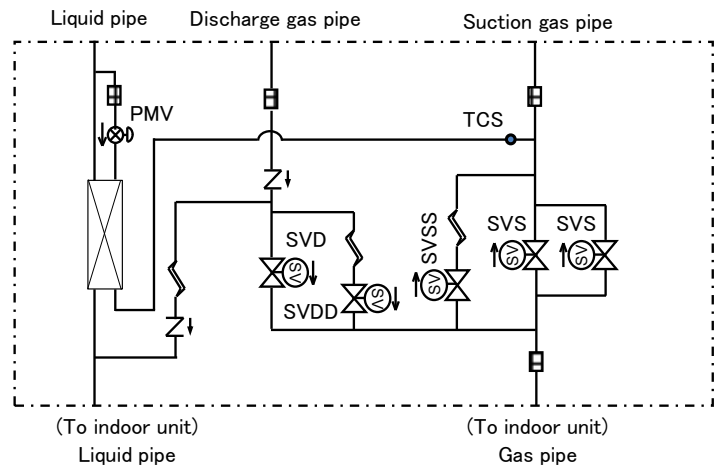 Liquid pipe
Discharge gas pipe
Suction gas pipe
PMV
TCS
SVD
SV
SVDD
SV
SVSS
SV
SVS
SV
SVS
SV
(To indoor unit)
Liquid pipe
(To indoor unit)
Gas pipe